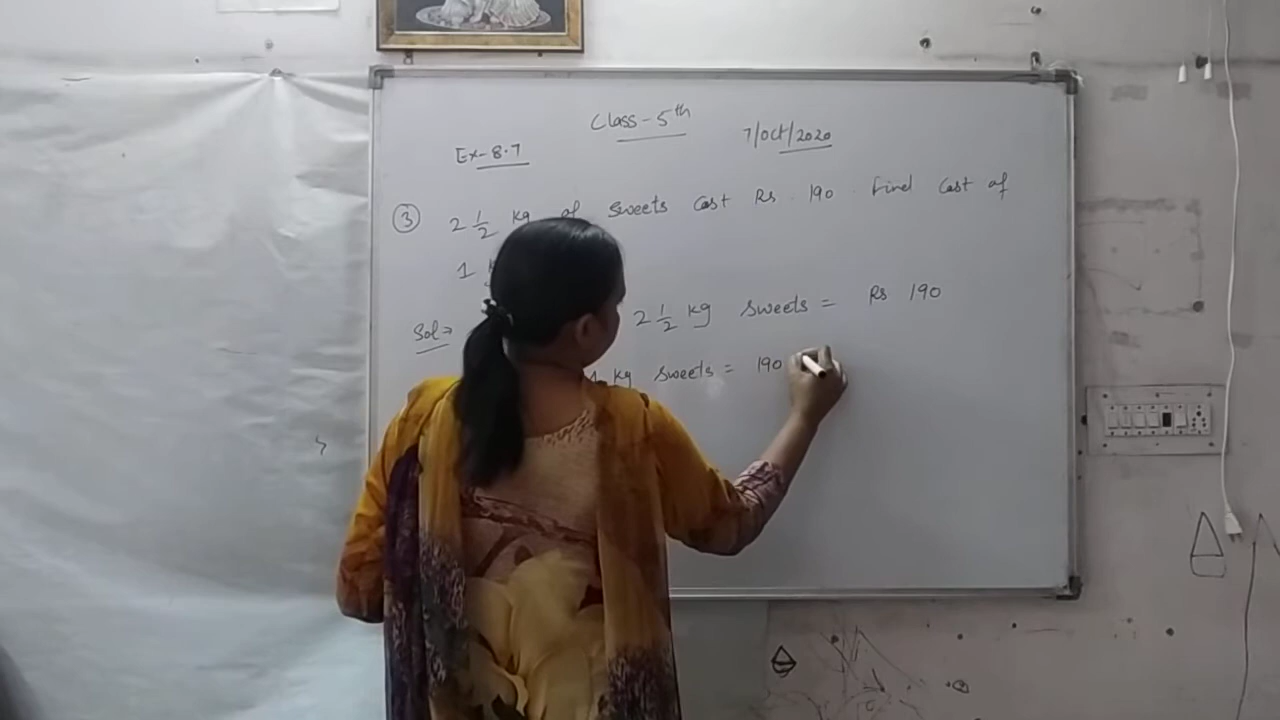 Class-5th
7/Oct/2020
Ex-8.7
③ 2 1/2 kg of sweets cost Rs. 190. Find cost of
1
Sol⇒ 2 1/2 kg sweets = Rs 190
1 kg sweets = 190